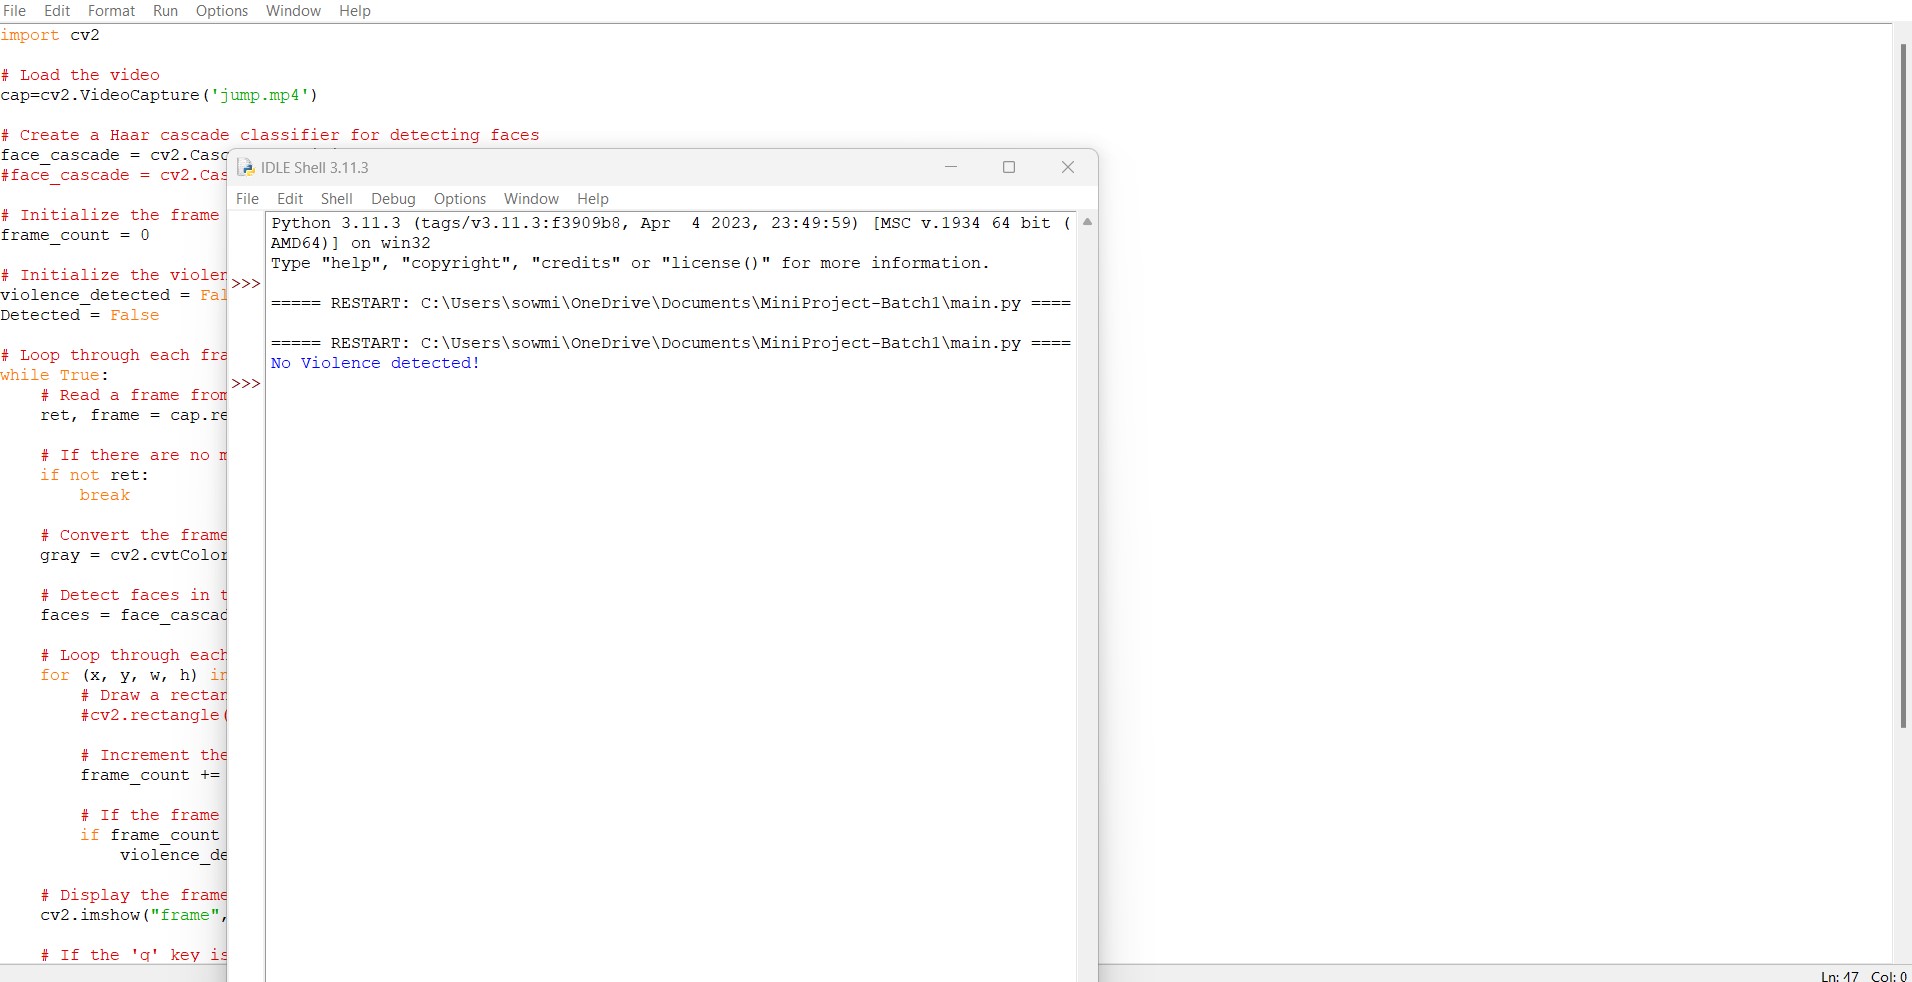 File Edit Format Run Options Window Help
import cv2
# Load the video
cap=cv2.VideoCapture('jump.mp4')
# Create a Haar cascade classifier for detecting faces
face_cascade = cv2.Casc
#face_cascade = cv2.Cas
# Initialize the frame
frame_count = 0
# Initialize the violen
violence_detected = Fal
Detected = False
# Loop through each fra
while True:
# Read a frame from
ret, frame = cap.re
# If there are no m
if not ret:
break
# Convert the frame
gray = cv2.cvtColor
# Detect faces in t
faces = face_cascad
# Loop through each
for (x, y, w, h) in
# Draw a rectan
#cv2.rectangle(
# Increment the
frame_count +=
# If the frame
if frame_count
violence_de
# Display the frame
cv2.imshow("frame",
# If the 'q' key is
IDLE Shell 3.11.3
File Edit Shell Debug Options Window Help
Python 3.11.3 (tags/v3.11.3:f3909b8, Apr  4 2023, 23:49:59) [MSC v.1934 64 bit (
AMD64)] on win32
Type "help", "copyright", "credits" or "license()" for more information.
>>>
===== RESTART: C:\Users\sowmi\OneDrive\Documents\MiniProject-Batch1\main.py ====
===== RESTART: C:\Users\sowmi\OneDrive\Documents\MiniProject-Batch1\main.py ====
No Violence detected!
>>>
Ln: 47 Col: 0